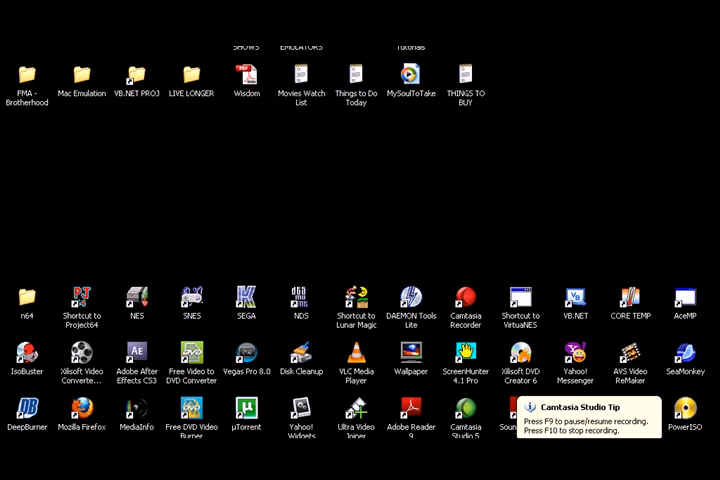 SHOWS EMULATORS Tutorials
FMA - Brotherhood
Mac Emulation
VB.NET PROJ
LIVE LONGER
Wisdom
Movies Watch List
Things to Do Today
MySoulToTake
THINGS TO BUY
n64
Shortcut to Project64
NES
SNES
SEGA
NDS
Shortcut to Lunar Magic
DAEMON Tools Lite
Camtasia Recorder
Shortcut to VirtuaNES
VB.NET
CORE TEMP
AceMP
IsoBuster
Xilisoft Video Converte...
Adobe After Effects CS3
Free Video to DVD Converter
Vegas Pro 8.0
Disk Cleanup
VLC Media Player
Wallpaper
ScreenHunter 4.1 Pro
Xilisoft DVD Creator 6
Yahoo! Messenger
AVS Video ReMaker
SeaMonkey
DeepBurner
Mozilla Firefox
MediaInfo
Free DVD Video Burner
µTorrent
Yahoo! Widgets
Ultra Video Joiner
Adobe Reader 9
Camtasia Studio 5
Camtasia Studio Tip
Press F9 to pause/resume recording.
Press F10 to stop recording.
PowerISO